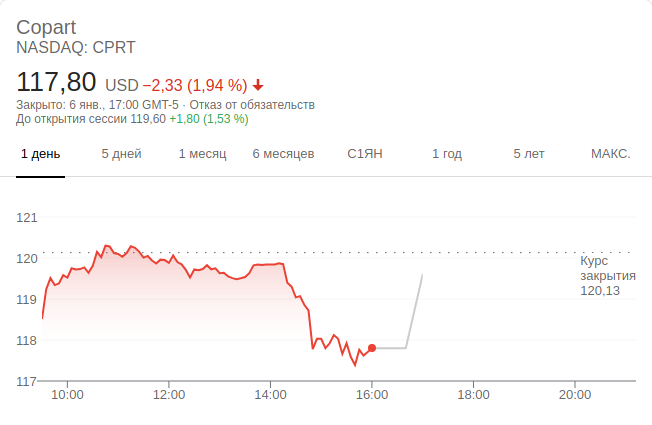 Copart
NASDAQ: CPRT
117,80 USD −2,33 (1,94 %)
Закрыто: 6 янв., 17:00 GMT-5 · Отказ от обязательств
До открытия сессии 119,60 +1,80 (1,53 %)
1 день 5 дней 1 месяц 6 месяцев С1ЯН 1 год 5 лет МАКС.
121
120
Курс
закрытия
120,13
119
118
117
10:00 12:00 14:00 16:00 18:00 20:00